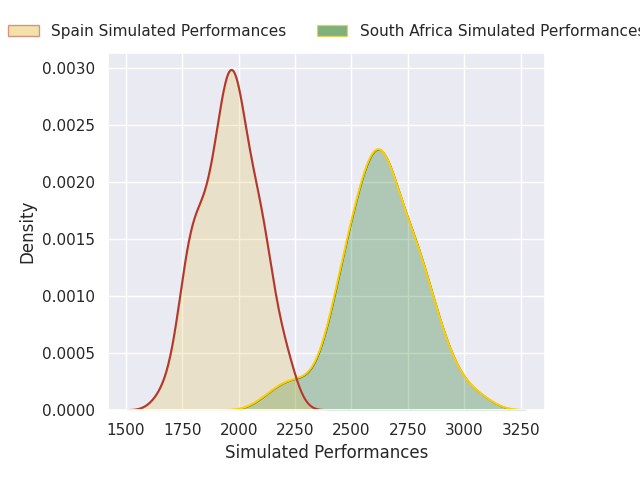 Spain Simulated Performances
South Africa Simulated Performances
0.0030
0.0025
0.0020
0.0015
0.0010
0.0005
0.0000
Density
1500 1750 2000 2250 2500 2750 3000 3250
Simulated Performances